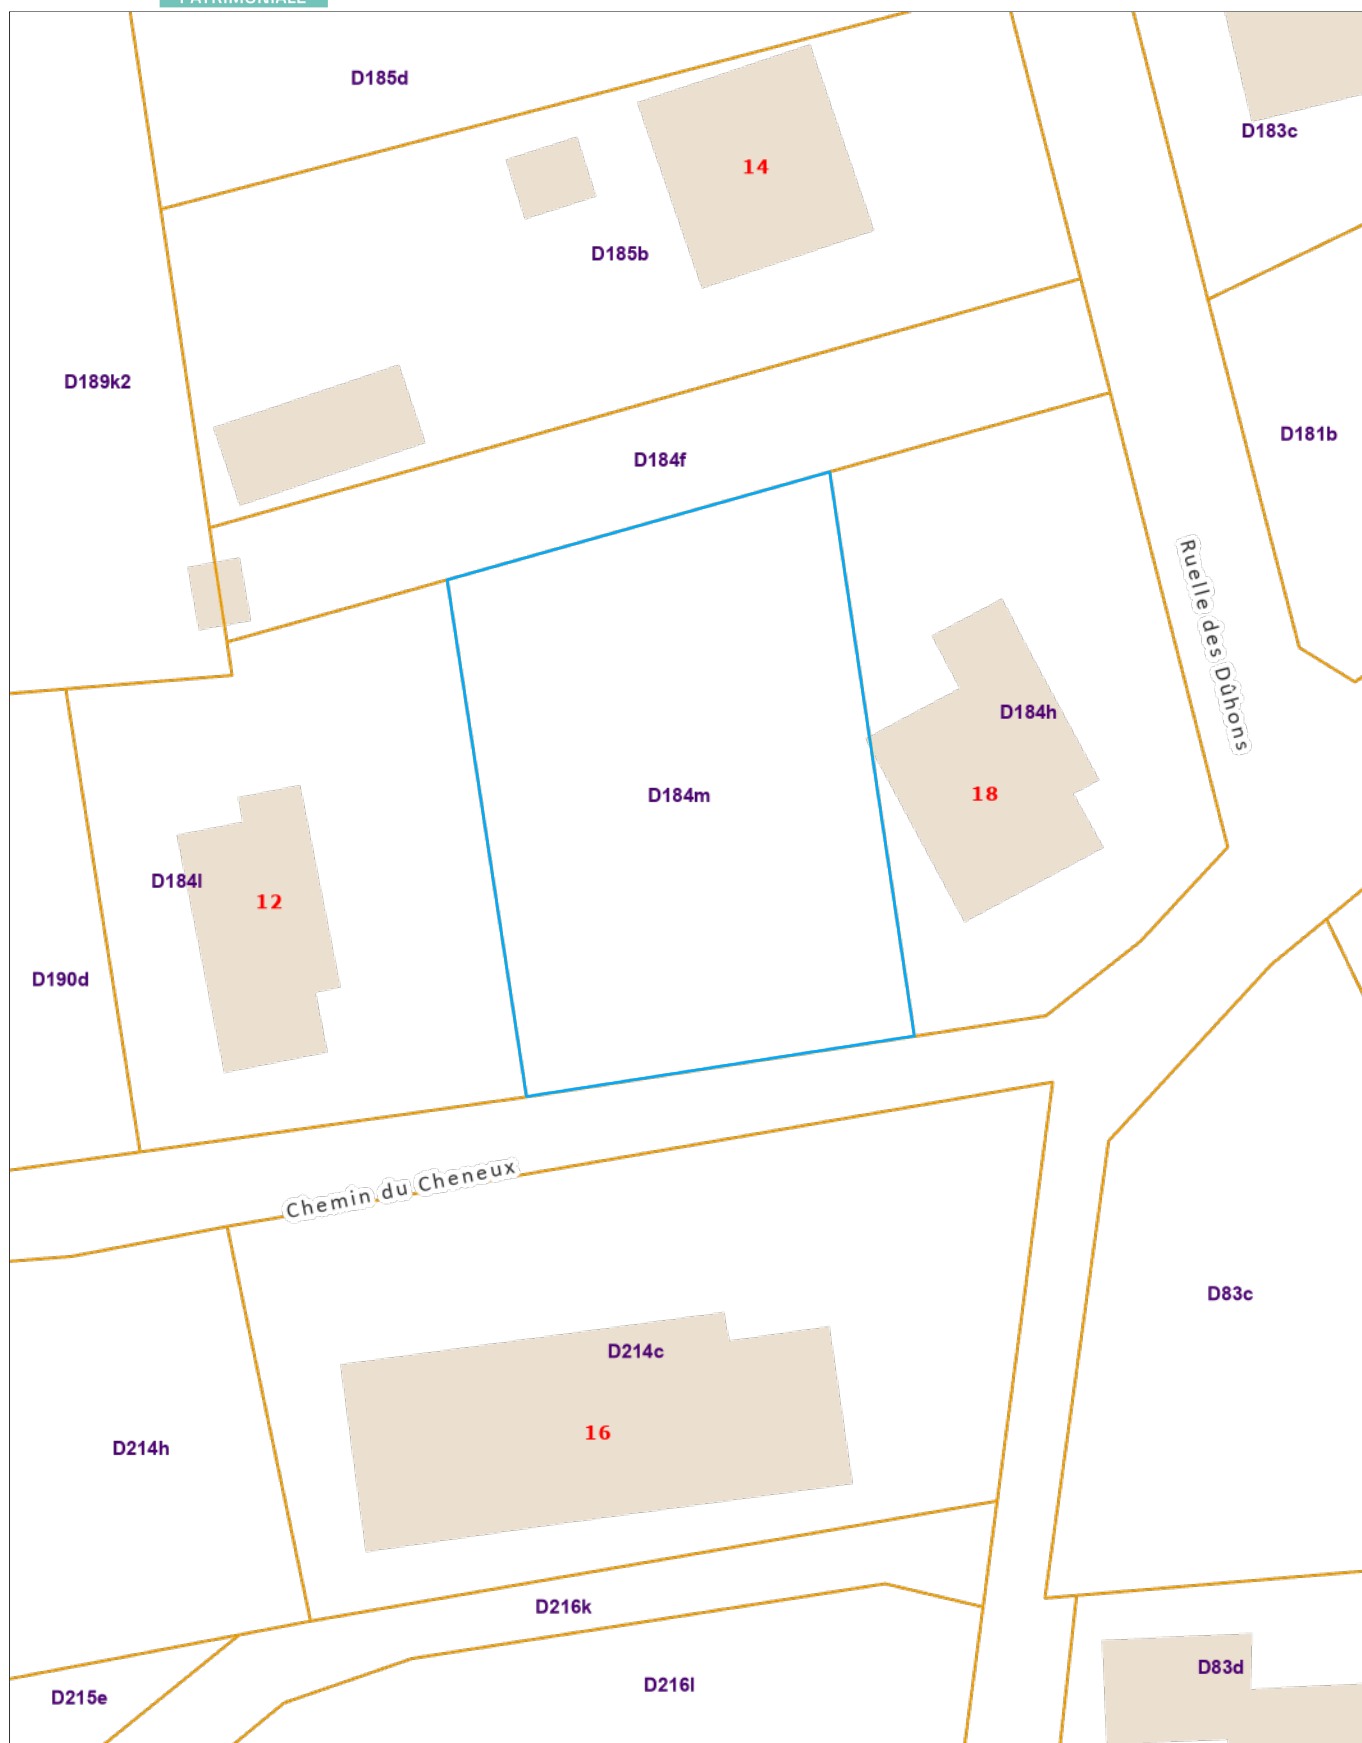 PATRIMONIALE
D185d
D183c
14
D185b
D189k2
D181b
D184f
Ruelle des Dûhons
D184h
18
D184m
D184l
12
D190d
Chemin du Cheneux
D83c
D214c
16
D214h
D216k
D83d
D216l
D215e